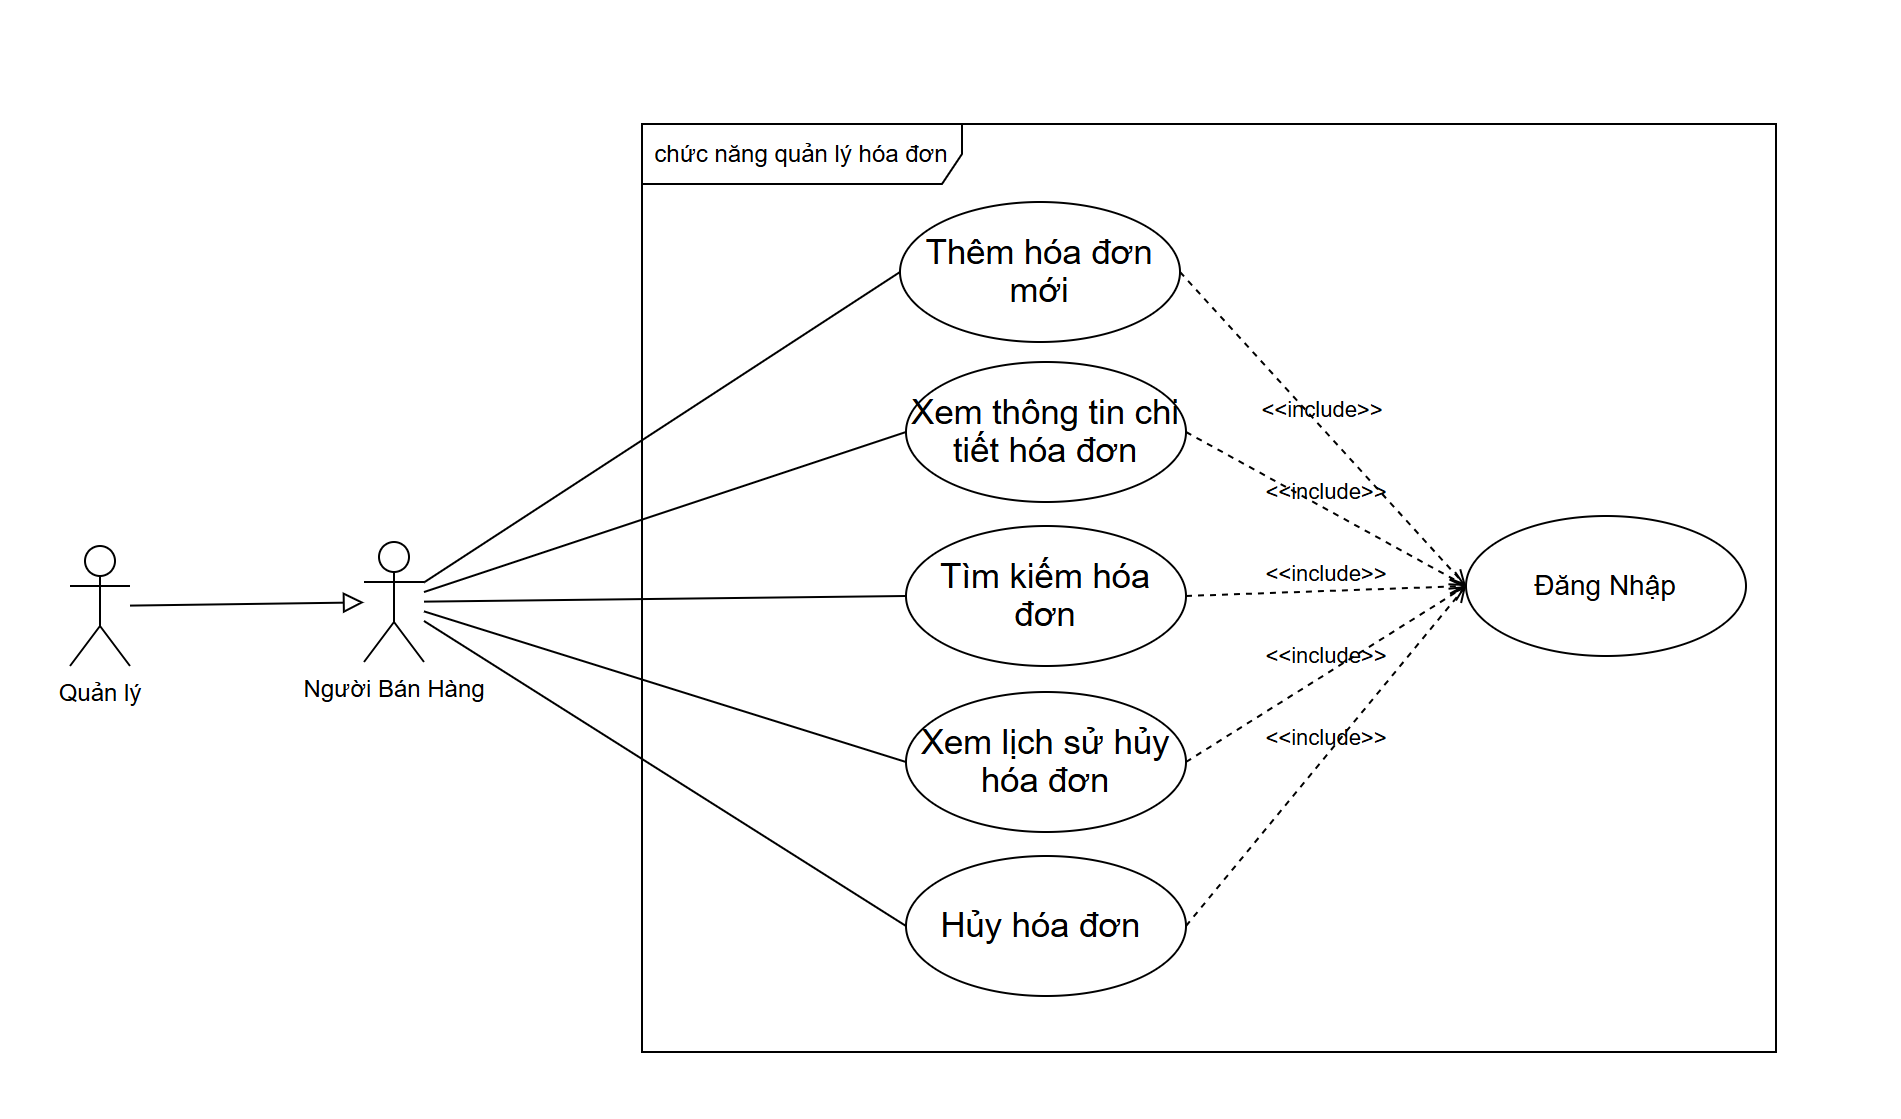 chức năng quản lý hóa đơn
Thêm hóa đơn
mới
Xem thông tin chi
tiết hóa đơn
Tìm kiếm hóa
đơn
Xem lịch sử hủy
hóa đơn
Hủy hóa đơn
<<include>>
<<include>>
<<include>>
<<include>>
<<include>>
Đăng Nhập
Quản lý
Người Bán Hàng